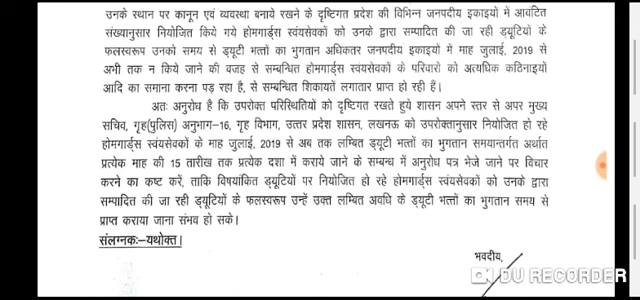 उनके स्थान पर कानून एवं व्यवस्था बनाये रखने के दृष्टिगत प्रदेश की विभिन्न जनपदीय इकाइयों में आवटित
संख्यानुसार नियोजित किये गये होमगार्ड्स स्वंयसेवकों को उनके द्वारा सम्पादित की जा रही ड्यूटियों के
फलस्वरूप उनको समय से ड्यूटी भत्तों का भुगतान अधिकतर जनपदीय इकाइयों में माह जुलाई, 2019 से
अभी तक न किये जाने की वजह से सम्बन्धित होमगार्ड्स स्वंयसेवकों के परिवारो को अत्यधिक कठिनाइयों
आदि का समाना करना पड़ रहा है, से सम्बन्धित शिकायतें लगातार प्राप्त हो रही हैं।
अतः अनुरोध है कि उपरोक्त परिस्थितियों को दृष्टिगत रखते हुये शासन अपने स्तर से अपर मुख्य
सचिव, गृह(पुलिस) अनुभाग-16, गृह विभाग, उत्तर प्रदेश शासन, लखनऊ को उपरोक्तानुसार नियोजित हो रहे
होमगार्ड्स स्वंयसेवकों के माह जुलाई, 2019 से अब तक लम्बित ड्यूटी भत्तों का भुगतान समयान्तर्गत अर्थात
प्रत्येक माह की 15 तारीख तक प्रत्येक दशा में कराये जाने के सम्बन्ध में अनुरोध पत्र भेजे जाने पर विचार
करने का कष्ट करें, ताकि विषयांकित ड्यूटियों पर नियोजित हो रहे होमगार्ड्स स्वंयसेवकों को उनके द्वारा
सम्पादित की जा रही ड्यूटियों के फलस्वरूप उन्हें उक्त लम्बित अवधि के ड्यूटी भत्तों का भुगतान समय से
प्राप्त कराया जाना संभव हो सके।
संलग्नकः-यथोक्त।
भवदीय,
DU RECORDER